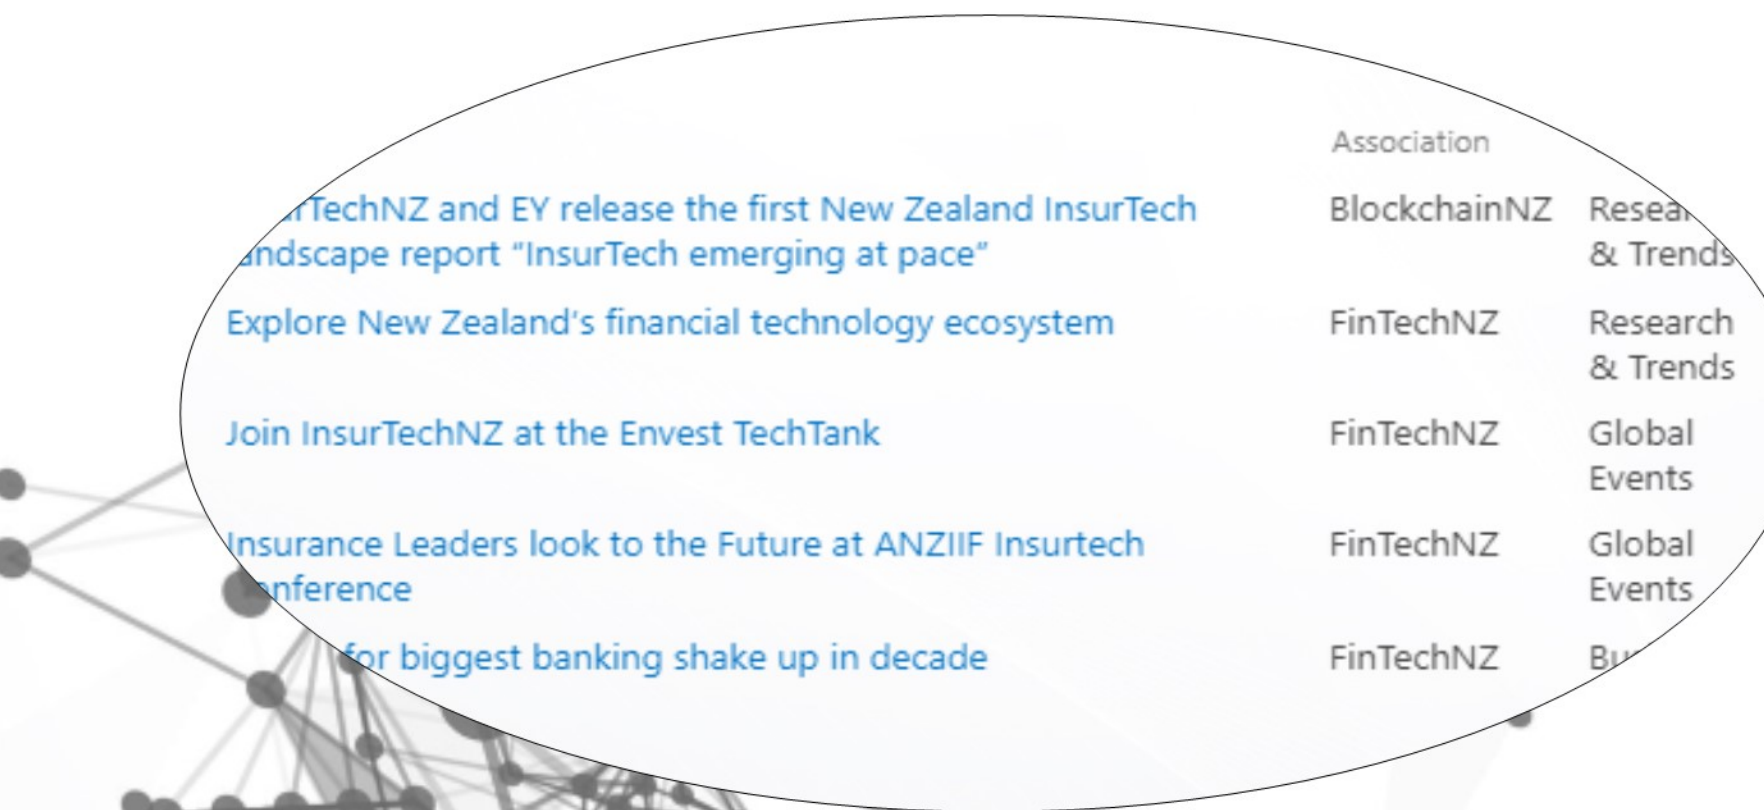 Association
and EY release the first New Zealand InsurTech BlockchainNZ
report “InsurTech emerging at pace” & Trends
Explore New Zealand’s financial technology ecosystem FinTechNZ Research
& Trends
Join InsurTechNZ at the Envest TechTank FinTechNZ Global
Events
Insurance Leaders look to the Future at ANZIIF Insurtech FinTechNZ Global
Events
for biggest banking shake up in decade FinTechNZ